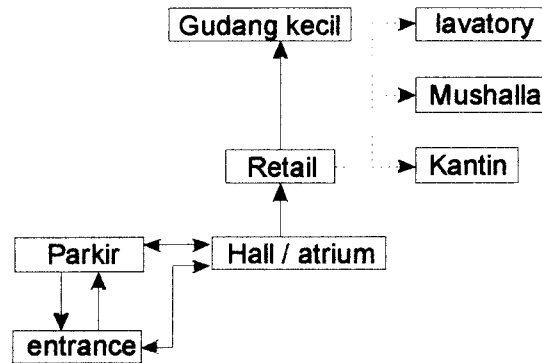 Gudang kecil
lavatory
Mushalla
Retail
Kantin
Parkir
Hall / atrium
entrance